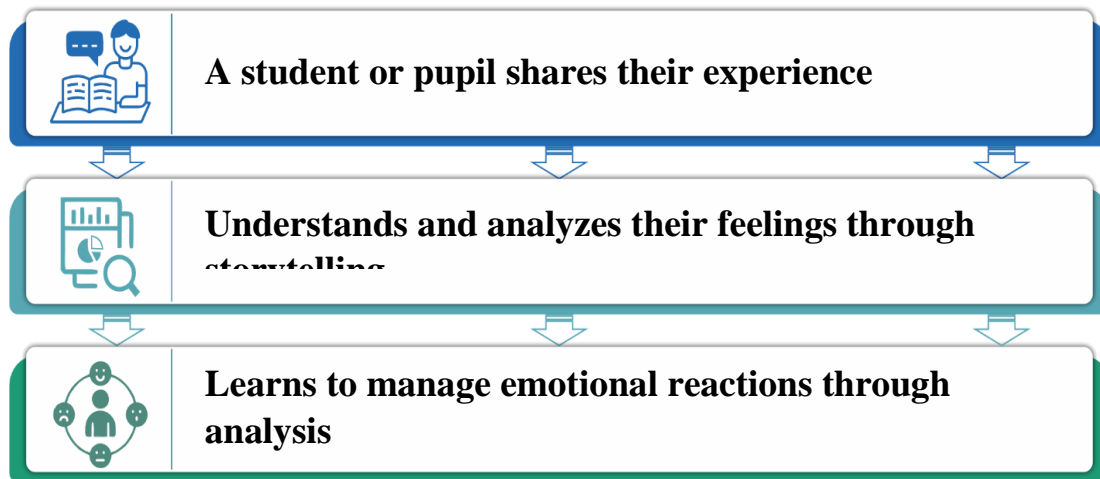 A student or pupil shares their experience
Understands and analyzes their feelings through
storytelling
Learns to manage emotional reactions through
analysis